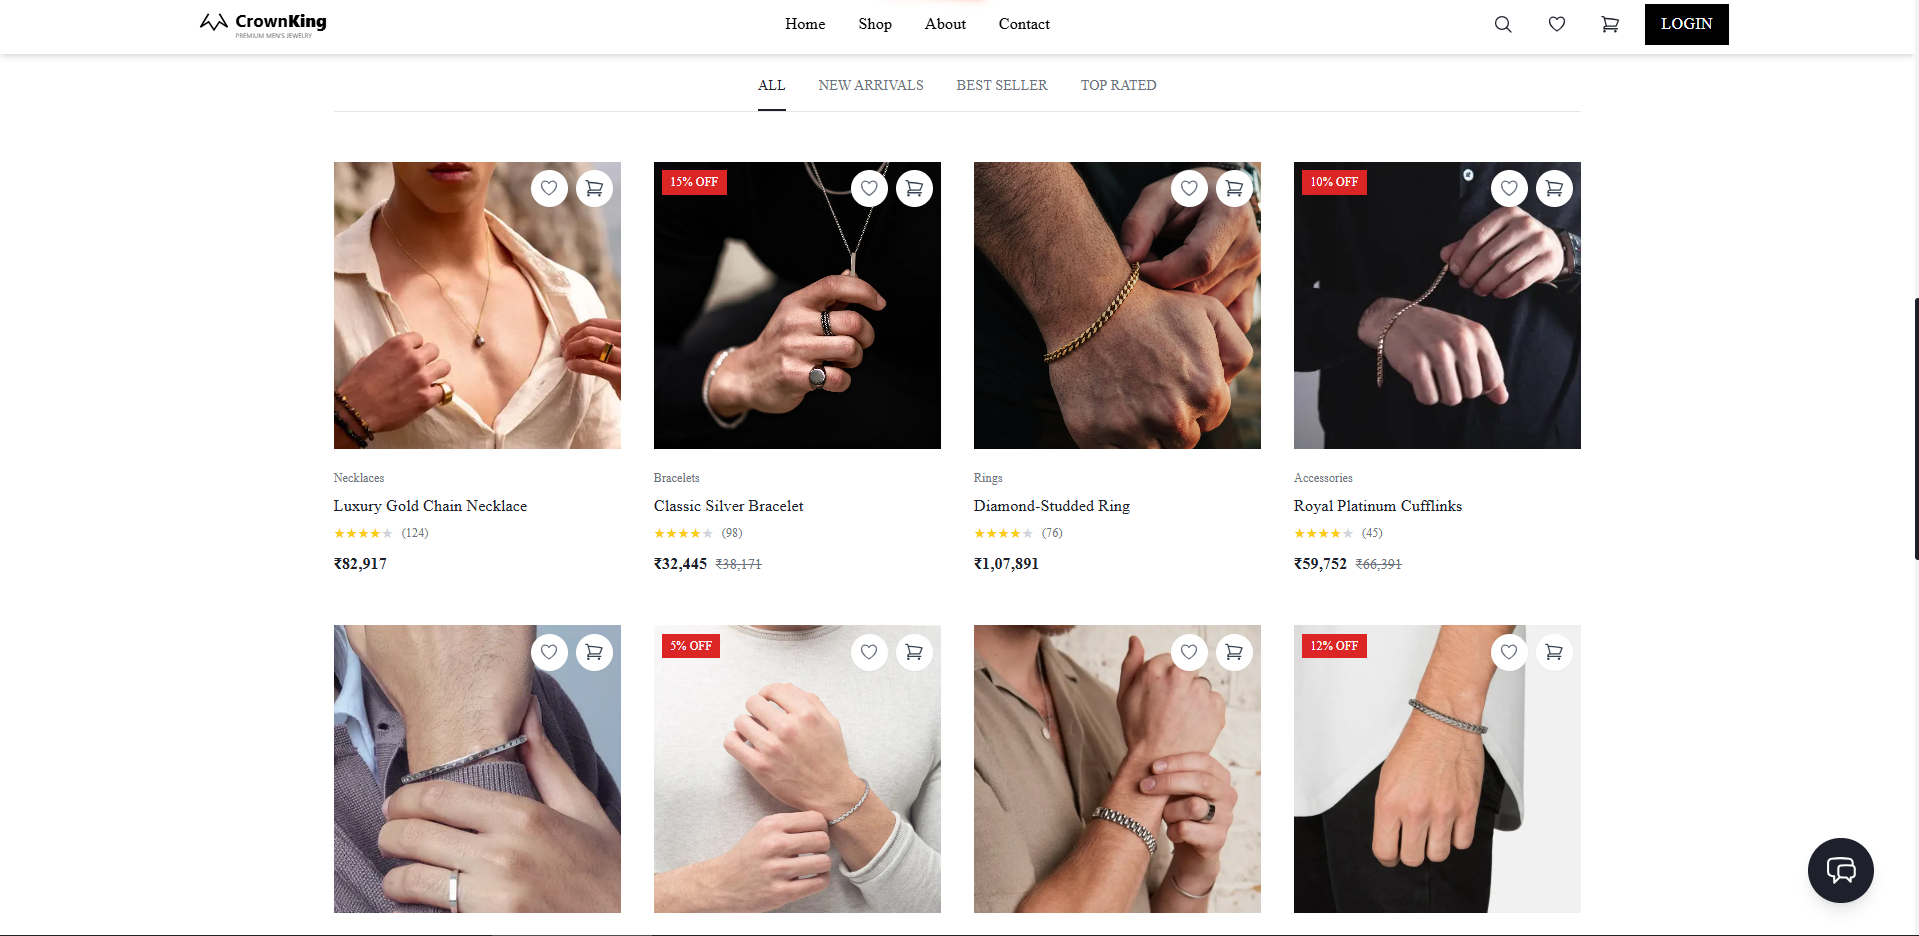 CrownKing
PREMIUM MEN'S JEWELRY
Home Shop About Contact
LOGIN
ALL NEW ARRIVALS BEST SELLER TOP RATED
15% OFF
10% OFF
Necklaces
Luxury Gold Chain Necklace
(124)
₹82,917
Bracelets
Classic Silver Bracelet
(98)
₹32,445 ₹38,171
Rings
Diamond-Studded Ring
(76)
₹1,07,891
Accessories
Royal Platinum Cufflinks
(45)
₹59,752 ₹66,391
5% OFF
12% OFF